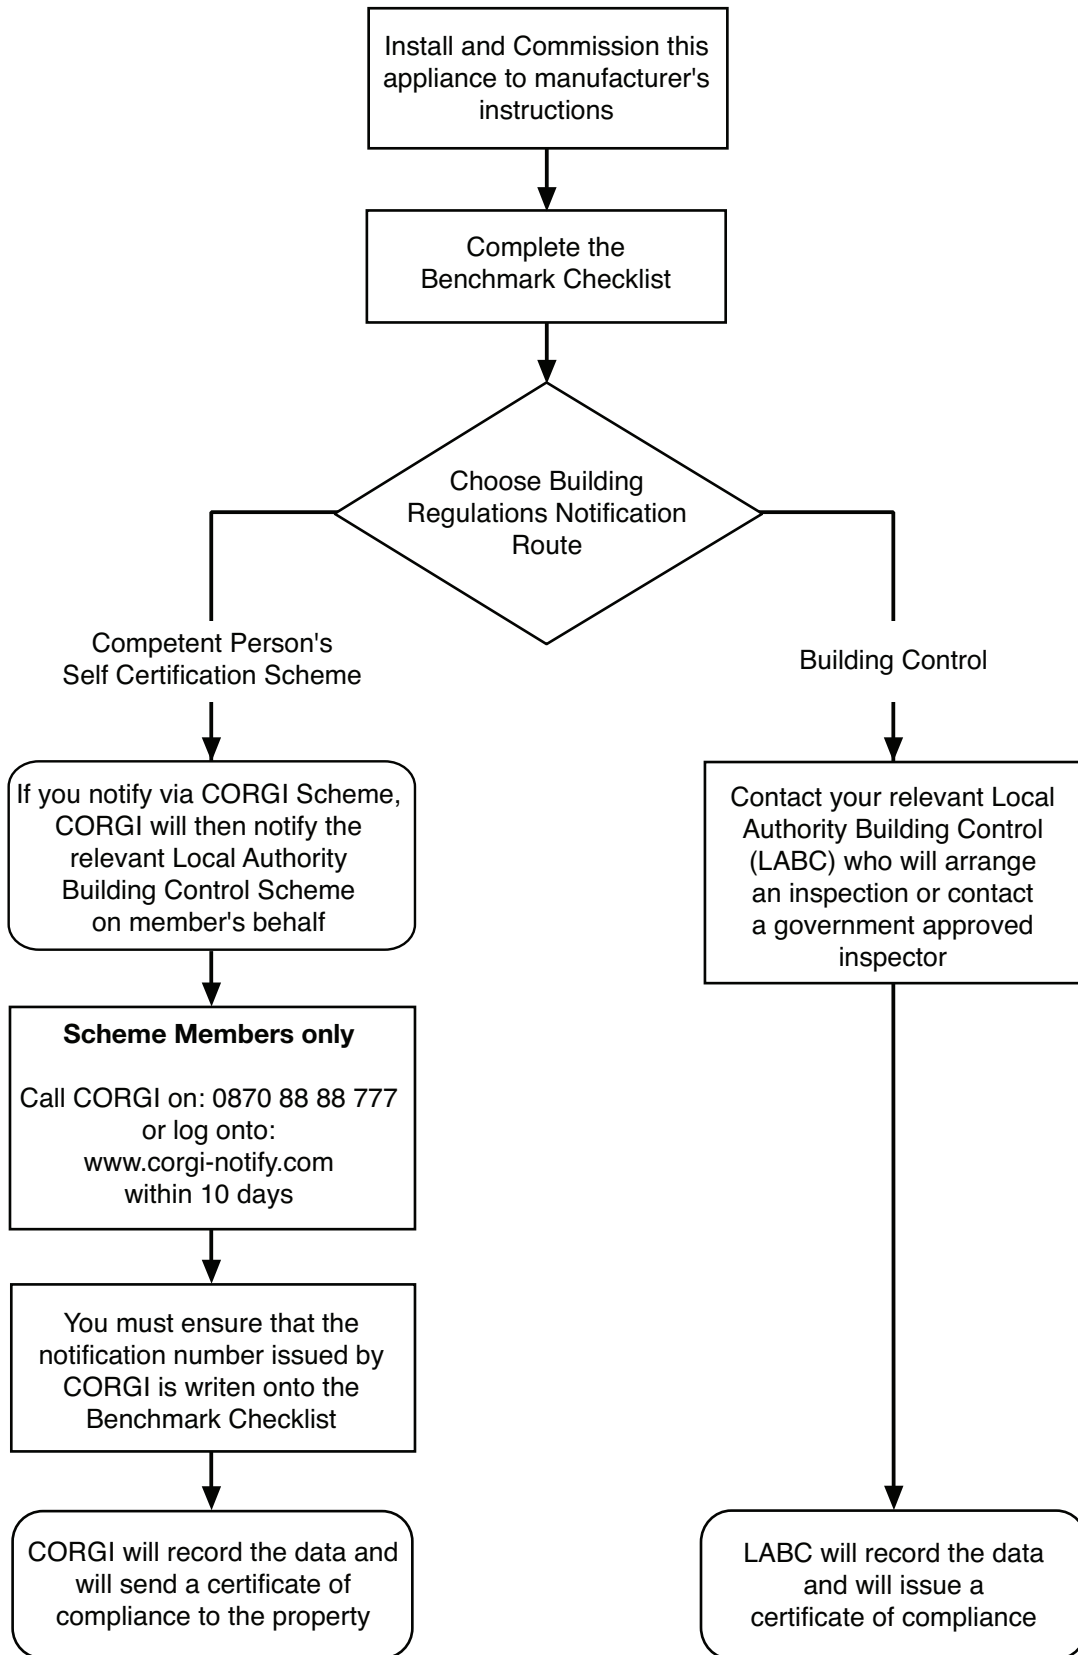 Install and Commission this
appliance to manufacturer's
instructions
Complete the
Benchmark Checklist
Choose Building
Regulations Notification
Route
Competent Person's
Self Certification Scheme
Building Control
If you notify via CORGI Scheme,
CORGI will then notify the
relevant Local Authority
Building Control Scheme
on member's behalf
Contact your relevant Local
Authority Building Control
(LABC) who will arrange
an inspection or contact
a government approved
inspector
Scheme Members only
Call CORGI on: 0870 88 88 777
or log onto:
www.corgi-notify.com
within 10 days
You must ensure that the
notification number issued by
CORGI is writen onto the
Benchmark Checklist
CORGI will record the data and
will send a certificate of
compliance to the property
LABC will record the data
and will issue a
certificate of compliance